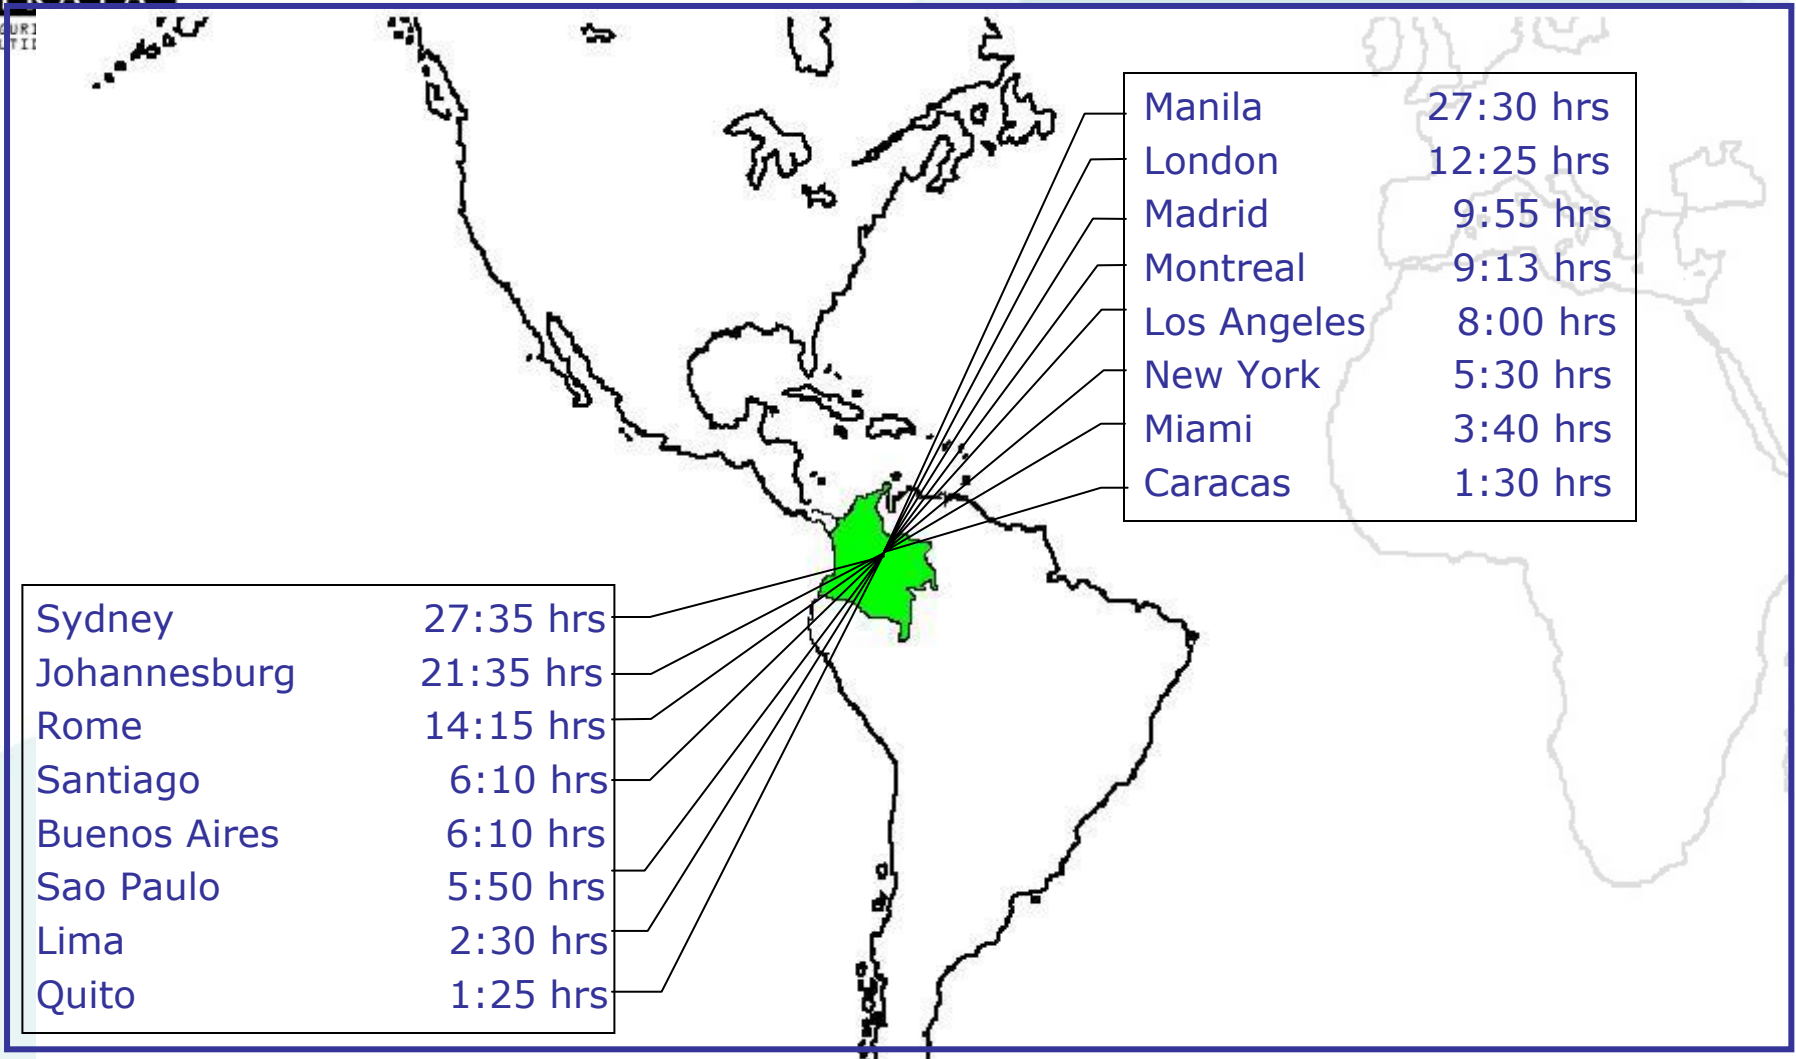 Manila 27:30 hrs
London 12:25 hrs
Madrid 9:55 hrs
Montreal 9:13 hrs
Los Angeles 8:00 hrs
New York 5:30 hrs
Miami 3:40 hrs
Caracas 1:30 hrs
Sydney 27:35 hrs
Johannesburg 21:35 hrs
Rome 14:15 hrs
Santiago 6:10 hrs
Buenos Aires 6:10 hrs
Sao Paulo 5:50 hrs
Lima 2:30 hrs
Quito 1:25 hrs